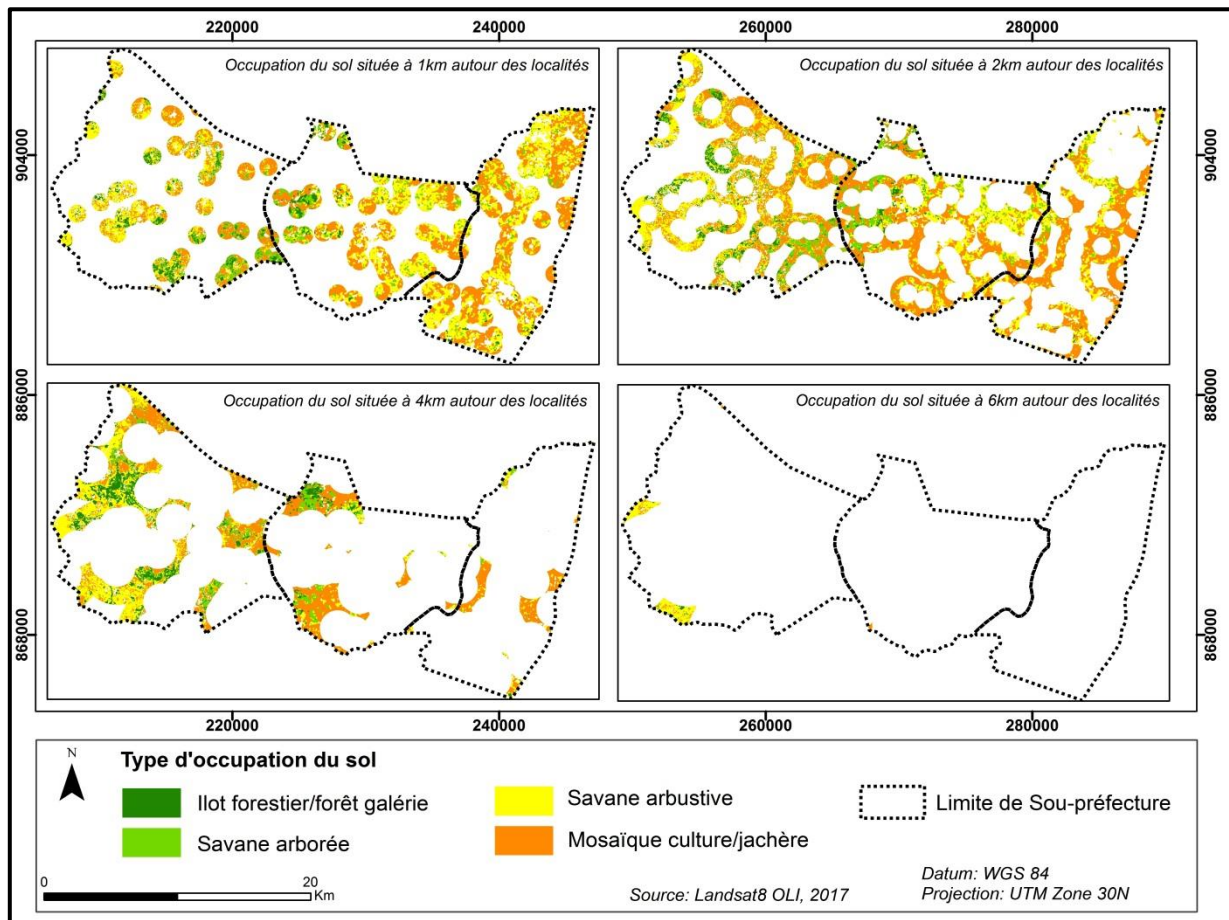 220000 240000 260000 280000
Occupation du sol située à 1km autour des localités
Occupation du sol située à 2km autour des localités
904000
904000
886000
886000
Occupation du sol située à 4km autour des localités
Occupation du sol située à 6km autour des localités
868000
868000
220000 240000 260000 280000
N
Type d'occupation du sol
Ilot forestier/forêt galérie
Savane arborée
Savane arbustive
Mosaïque culture/jachère
Limite de Sou-préfecture
0 20
Km
Source: Landsat8 OLI, 2017
Datum: WGS 84
Projection: UTM Zone 30N